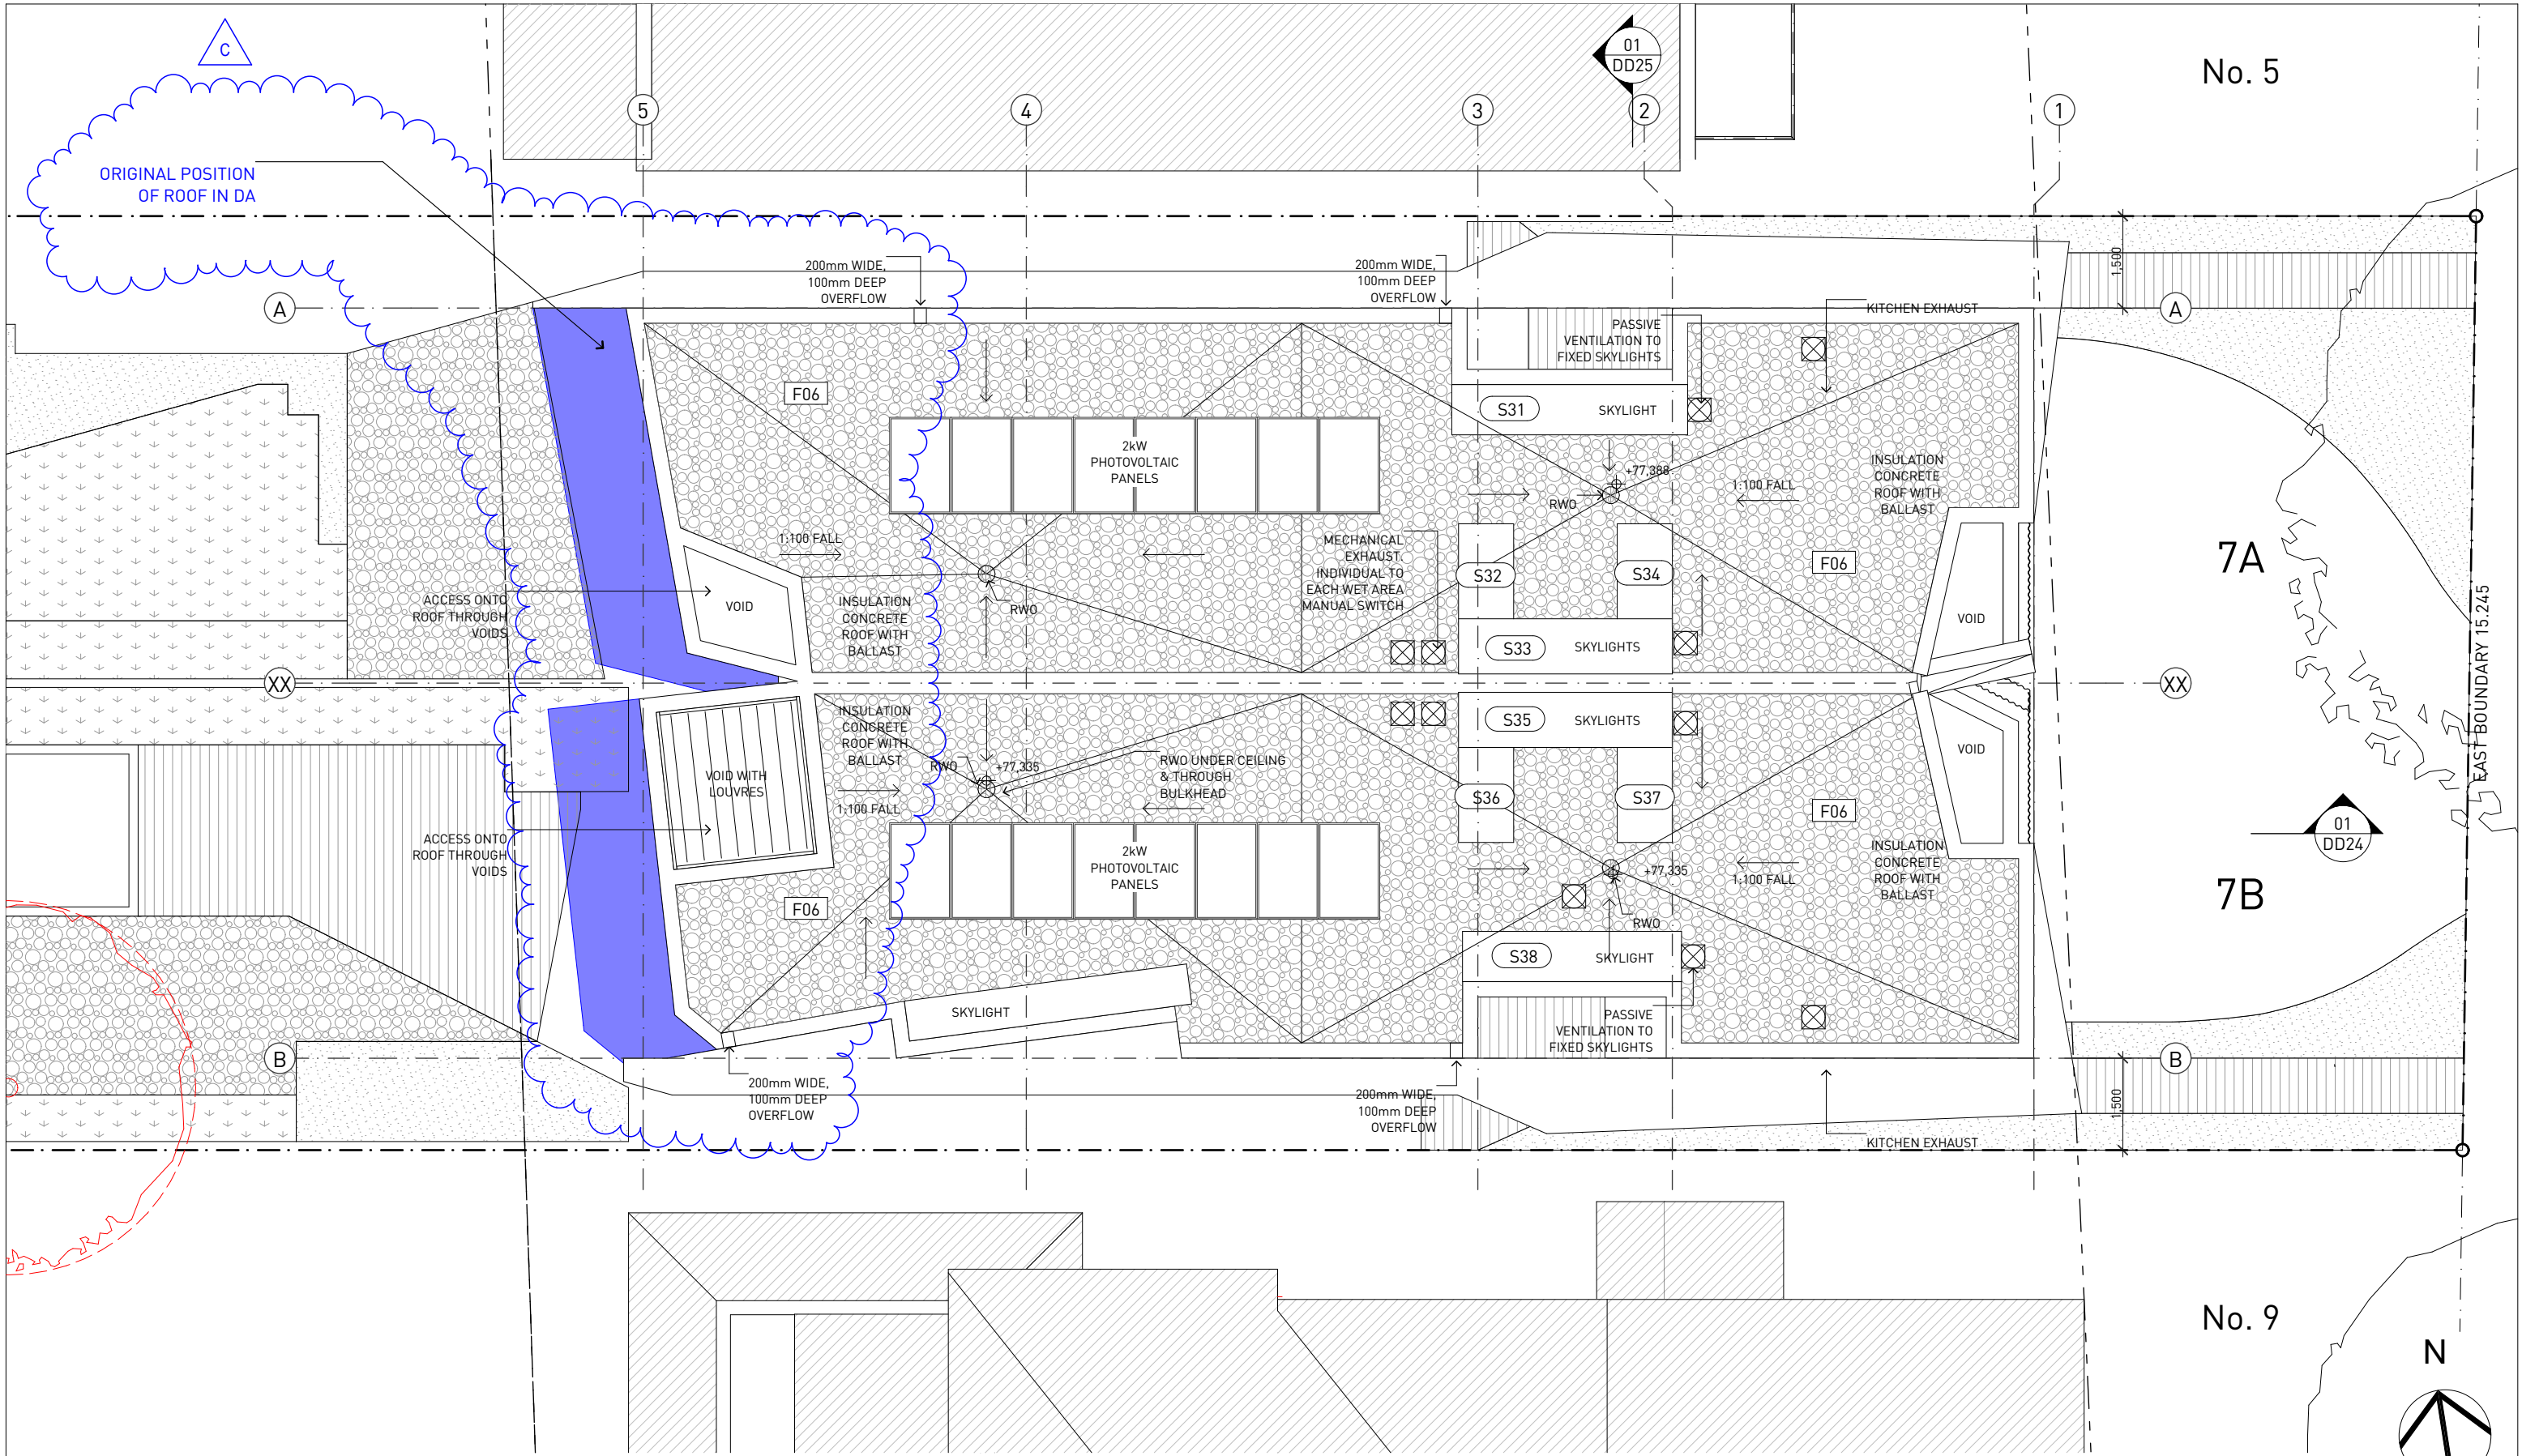 C
01
DD25
No. 5
5
4
3
2
1
ORIGINAL POSITION
OF ROOF IN DA
A
200mm WIDE,
100mm DEEP
OVERFLOW
200mm WIDE,
100mm DEEP
OVERFLOW
1,500
KITCHEN EXHAUST
A
PASSIVE
VENTILATION TO
FIXED SKYLIGHTS
F06
S31
SKYLIGHT
2kW
PHOTOVOLTAIC
PANELS
+77,388
RWO
1:100 FALL
INSULATION
CONCRETE
ROOF WITH
BALLAST
1:100 FALL
MECHANICAL
EXHAUST.
INDIVIDUAL TO
EACH WET AREA
MANUAL SWITCH
S32
S34
F06
7A
ACCESS ONTO
ROOF THROUGH
VOIDS
VOID
INSULATION
CONCRETE
ROOF WITH
BALLAST
RWO
VOID
EAST BOUNDARY 15.245
S33
SKYLIGHTS
XX
XX
INSULATION
CONCRETE
ROOF WITH
BALLAST
S35
SKYLIGHTS
VOID
VOID WITH
LOUVRES
RWO
+77,335
RWO UNDER CEILING
& THROUGH
BULKHEAD
1:100 FALL
S36
S37
F06
01
DD24
ACCESS ONTO
ROOF THROUGH
VOIDS
2kW
PHOTOVOLTAIC
PANELS
+77,335
1:100 FALL
INSULATION
CONCRETE
ROOF WITH
BALLAST
7B
F06
RWO
S38
SKYLIGHT
SKYLIGHT
PASSIVE
VENTILATION TO
FIXED SKYLIGHTS
B
B
200mm WIDE,
100mm DEEP
OVERFLOW
200mm WIDE,
100mm DEEP
OVERFLOW
1,500
KITCHEN EXHAUST
No. 9
N